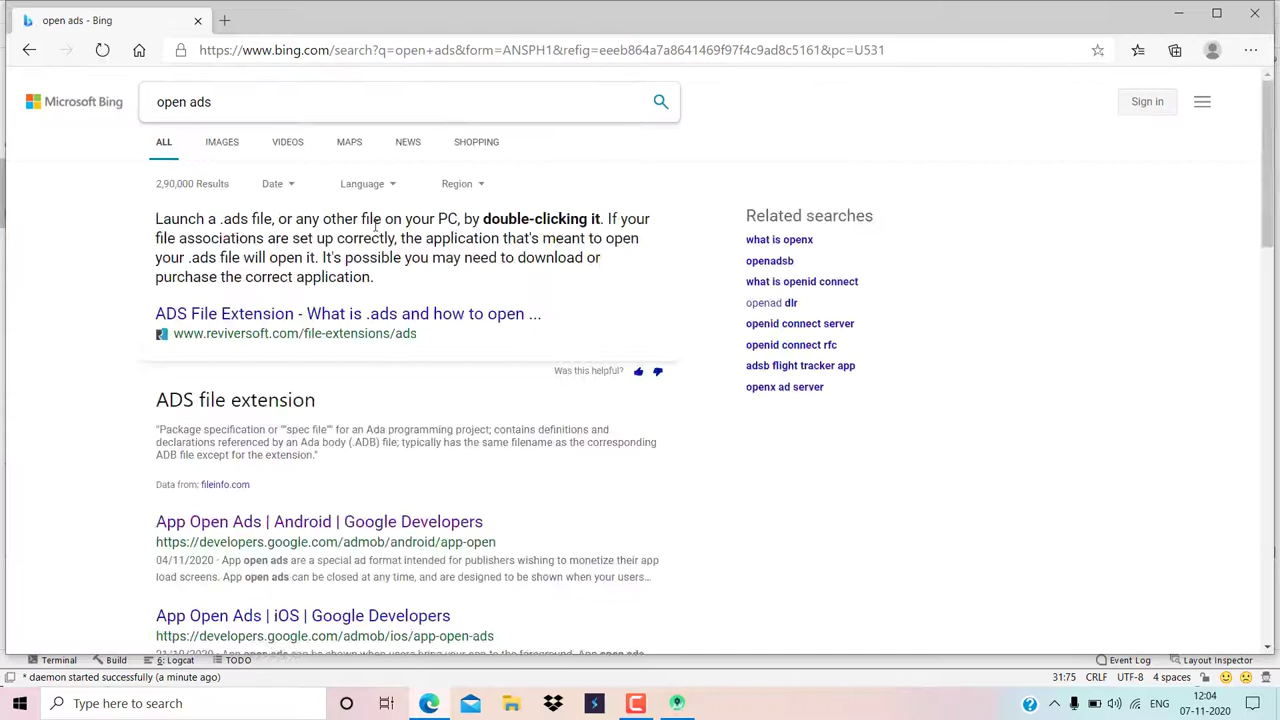 open ads - Bing
https://www.bing.com/search?q=open+ads&form=ANSPH1&refig=eeeb864a7a8641469f97f4c9ad8c5161&pc=U531
Microsoft Bing
open ads
Sign in
ALL IMAGES VIDEOS MAPS NEWS SHOPPING
2,90,000 Results Date Language Region
Launch a .ads file, or any other file on your PC, by double-clicking it. If your
file associations are set up correctly, the application that's meant to open
your .ads file will open it. It's possible you may need to download or
purchase the correct application.
ADS File Extension - What is .ads and how to open ...
www.reviversoft.com/file-extensions/ads
Was this helpful?
Related searches
what is openx
openadsb
what is openid connect
openad dlr
openid connect server
openid connect rfc
adsb flight tracker app
openx ad server
ADS file extension
"Package specification or ""spec file"" for an Ada programming project; contains definitions and
declarations referenced by an Ada body (.ADB) file; typically has the same filename as the corresponding
ADB file except for the extension."
Data from: fileinfo.com
App Open Ads | Android | Google Developers
https://developers.google.com/admob/android/app-open
04/11/2020 · App open ads are a special ad format intended for publishers wishing to monetize their app
load screens. App open ads can be closed at any time, and are designed to be shown when your users...
App Open Ads | iOS | Google Developers
https://developers.google.com/admob/ios/app-open-ads
Terminal Build 6: Logcat TODO Event Log Layout Inspector
* daemon started successfully (a minute ago) 31:75 CRLF UTF-8 4 spaces
Type here to search
ENG
12:04
07-11-2020